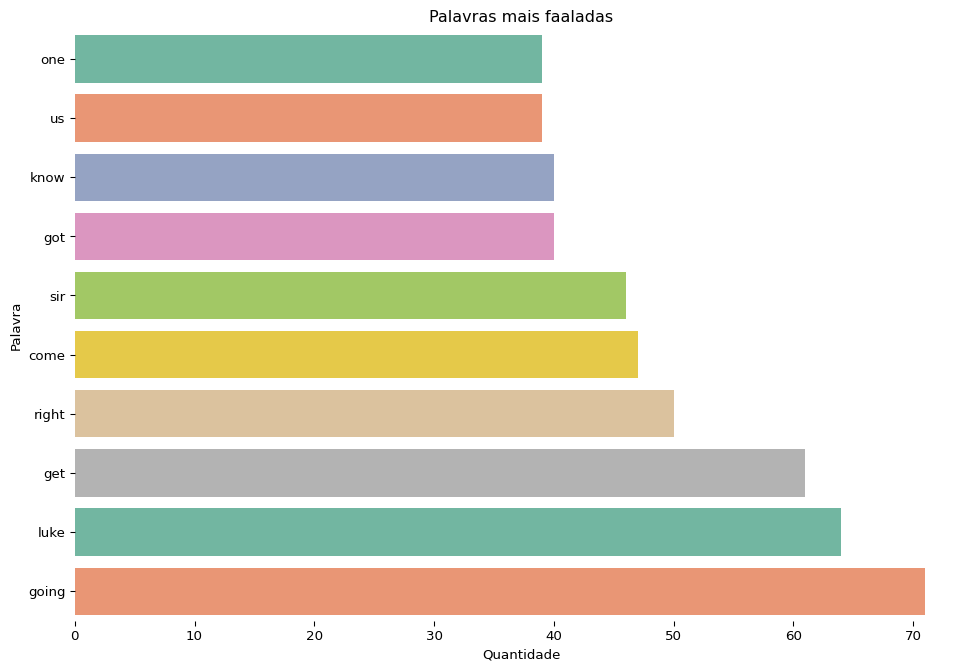 Palavras mais faaladas
one
us
know
got
sir
come
right
get
luke
going
Palavra
0 10 20 30 40 50 60 70
Quantidade